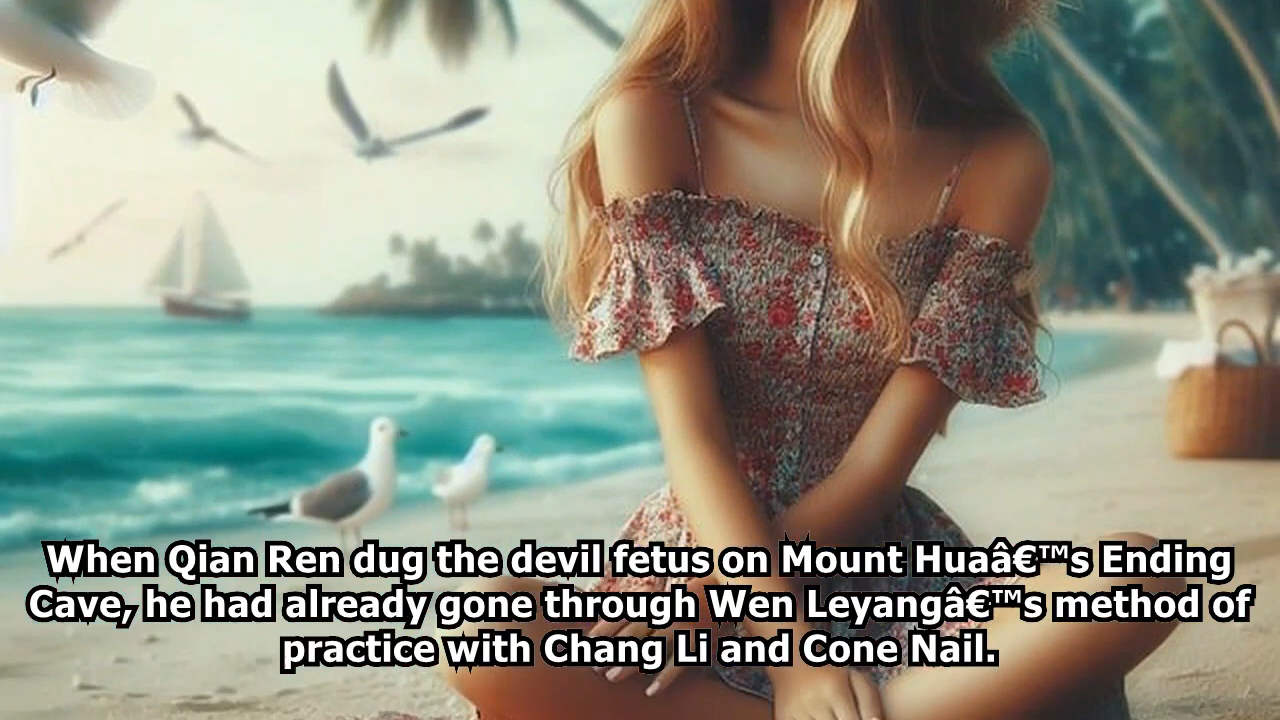 When Qian Ren dug the devil fetus on Mount Huaâ€™s Ending
Cave, he had already gone through Wen Leyangâ€™s method of
practice with Chang Li and Cone Nail.